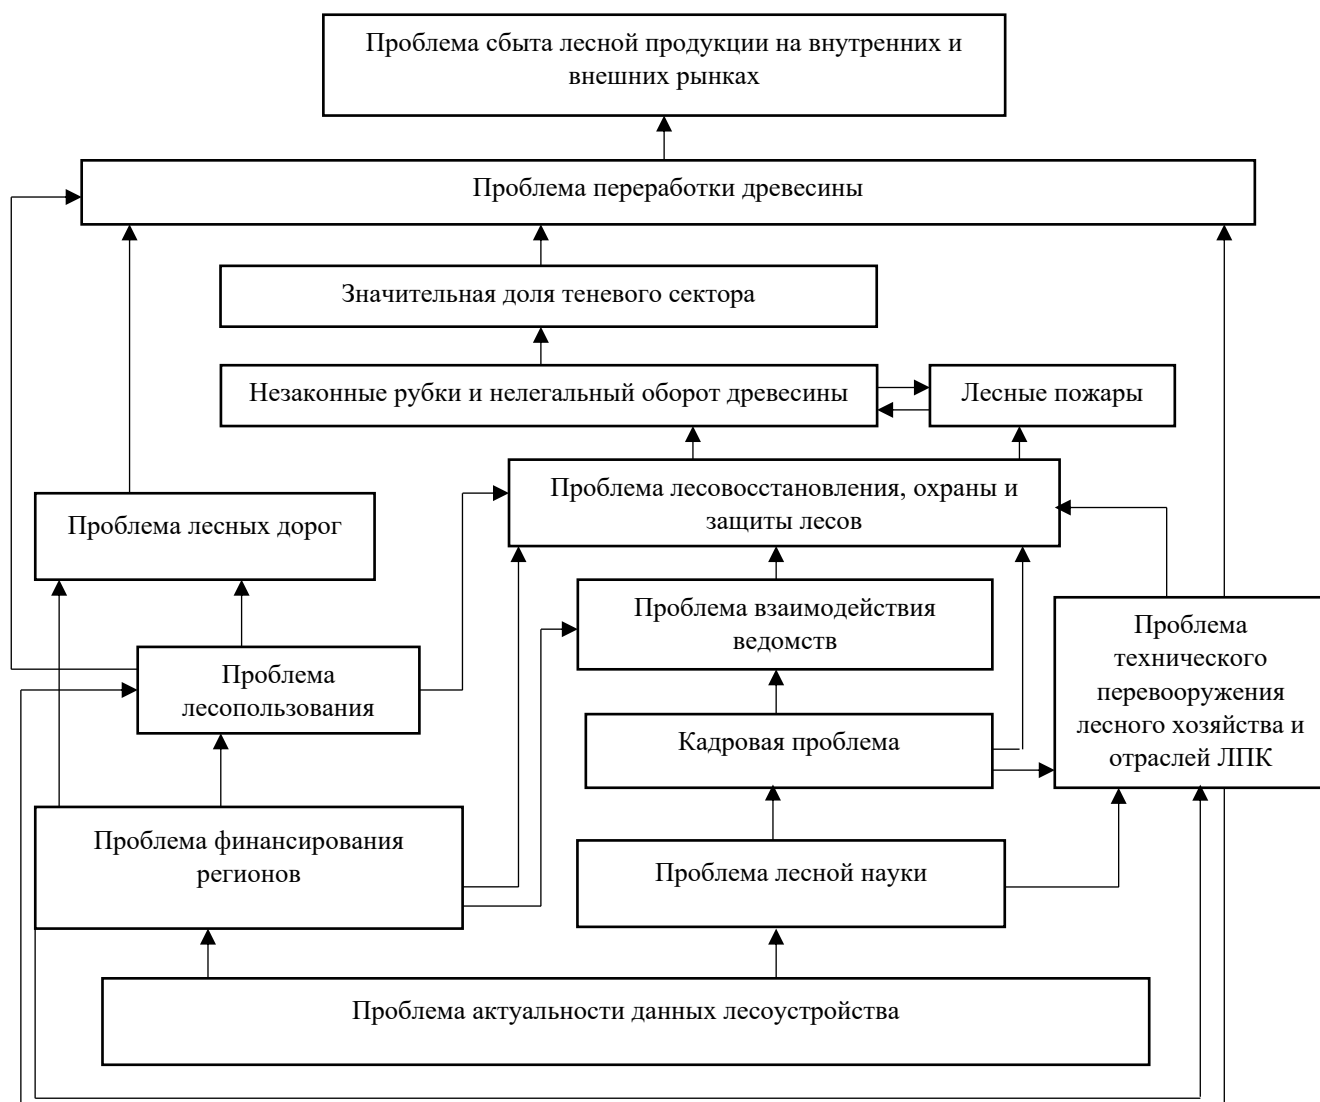 Проблема сбыта лесной продукции на внутренних и
внешних рынках
Проблема переработки древесины
Значительная доля теневого сектора
Незаконные рубки и нелегальный оборот древесины
Лесные пожары
Проблема лесовосстановления, охраны и
защиты лесов
Проблема лесных дорог
Проблема взаимодействия
ведомств
Проблема
технического
перевооружения
лесного хозяйства и
отраслей ЛПК
Проблема
лесопользования
Кадровая проблема
Проблема финансирования
регионов
Проблема лесной науки
Проблема актуальности данных лесоустройства